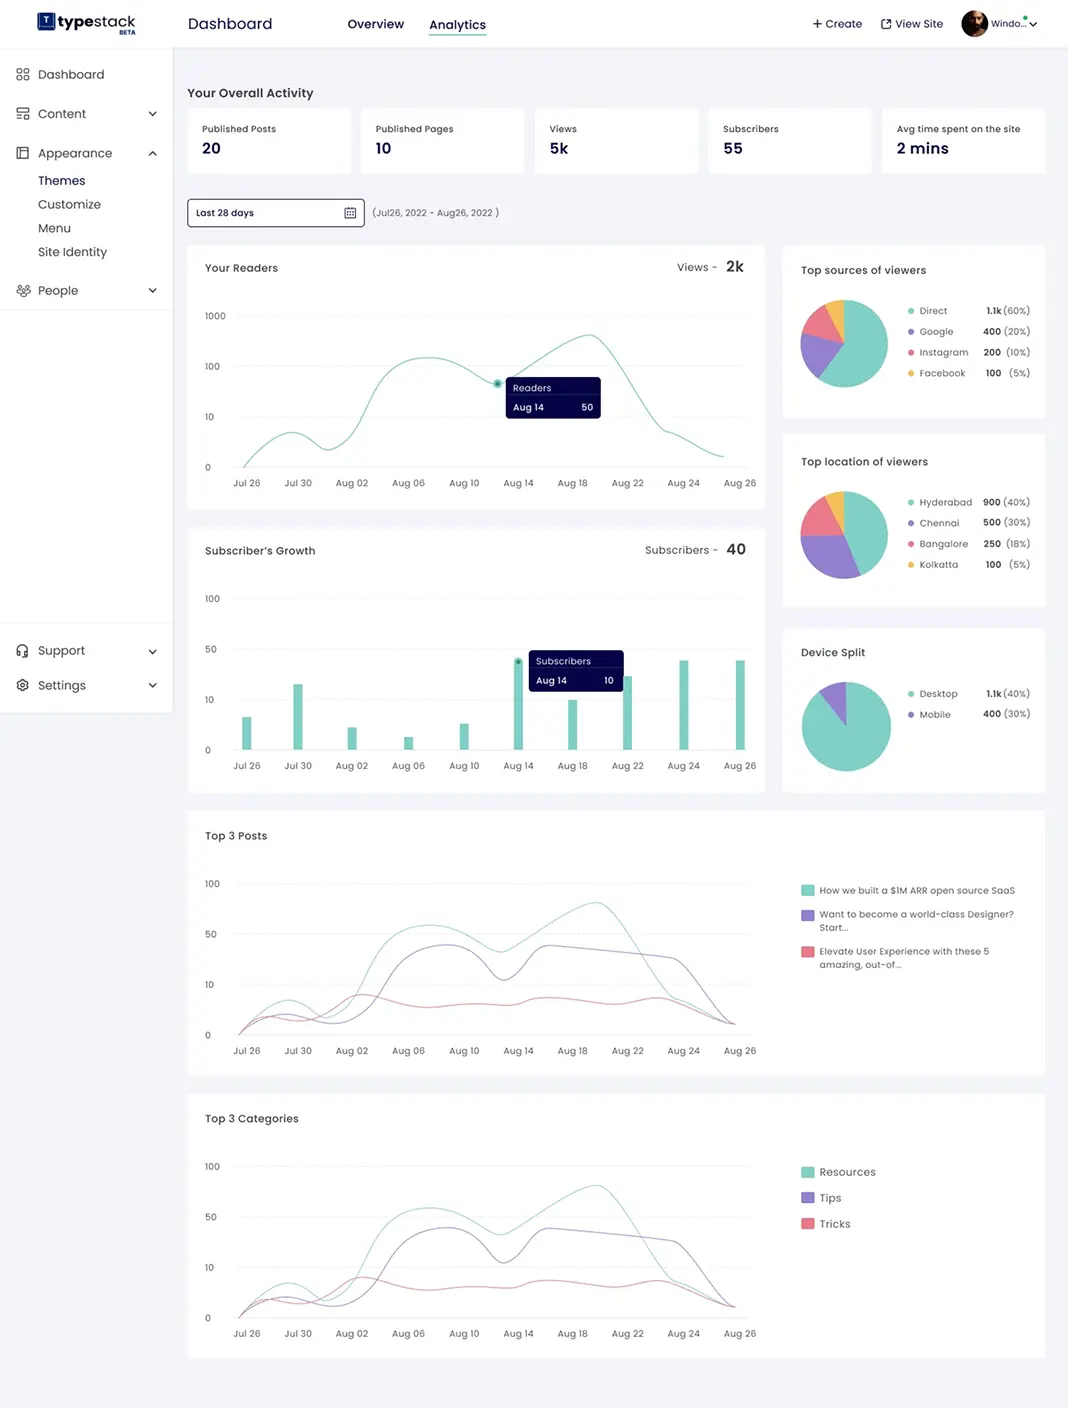 typestack
BETA
Dashboard
Overview
Analytics
+ Create
View Site
Windo...
Dashboard
Content
Appearance
Themes
Customize
Menu
Site Identity
People
Support
Settings
Your Overall Activity
Published Posts
20
Published Pages
10
Views
5k
Subscribers
55
Avg time spent on the site
2 mins
Last 28 days
(Jul26, 2022 - Aug26, 2022 )
Your Readers
Views - 2k
1000
100
10
0
Readers
Aug 14 50
Jul 26 Jul 30 Aug 02 Aug 06 Aug 10 Aug 14 Aug 18 Aug 22 Aug 24 Aug 26
Top sources of viewers
Direct 1.1k (60%)
Google 400 (20%)
Instagram 200 (10%)
Facebook 100 (5%)
Top location of viewers
Hyderabad 900 (40%)
Chennai 500 (30%)
Bangalore 250 (18%)
Kolkatta 100 (5%)
Subscriber's Growth
Subscribers - 40
100
50
10
0
Subscribers
Aug 14 10
Jul 26 Jul 30 Aug 02 Aug 06 Aug 10 Aug 14 Aug 18 Aug 22 Aug 24 Aug 26
Device Split
Desktop 1.1k (40%)
Mobile 400 (30%)
Top 3 Posts
100
50
10
0
Jul 26 Jul 30 Aug 02 Aug 06 Aug 10 Aug 14 Aug 18 Aug 22 Aug 24 Aug 26
How we built a $1M ARR open source SaaS
Want to become a world-class Designer?
Start...
Elevate User Experience with these 5
amazing, out-of...
Top 3 Categories
100
50
10
0
Jul 26 Jul 30 Aug 02 Aug 06 Aug 10 Aug 14 Aug 18 Aug 22 Aug 24 Aug 26
Resources
Tips
Tricks